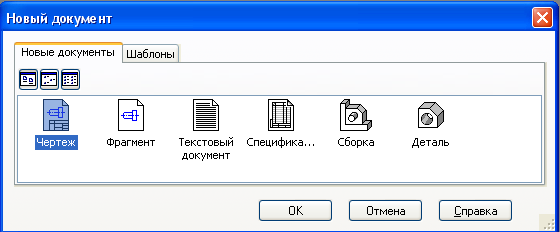 Новый документ
Новые документы
Шаблоны
Чертеж
Фрагмент
Текстовый
документ
Специфика...
Сборка
Деталь
OK
Отмена
Справка